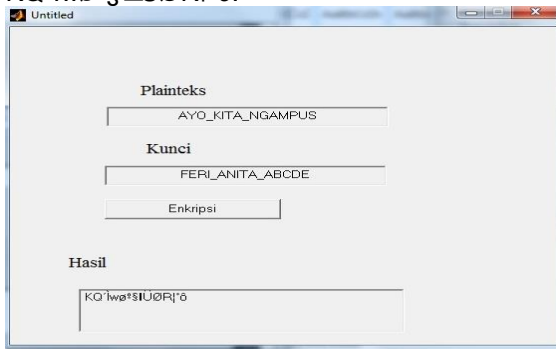 Untitled
Plainteks
AYO_KITA_NGAMPUS
Kunci
FERI_ANITA_ABCDE
Enkripsi
Hasil